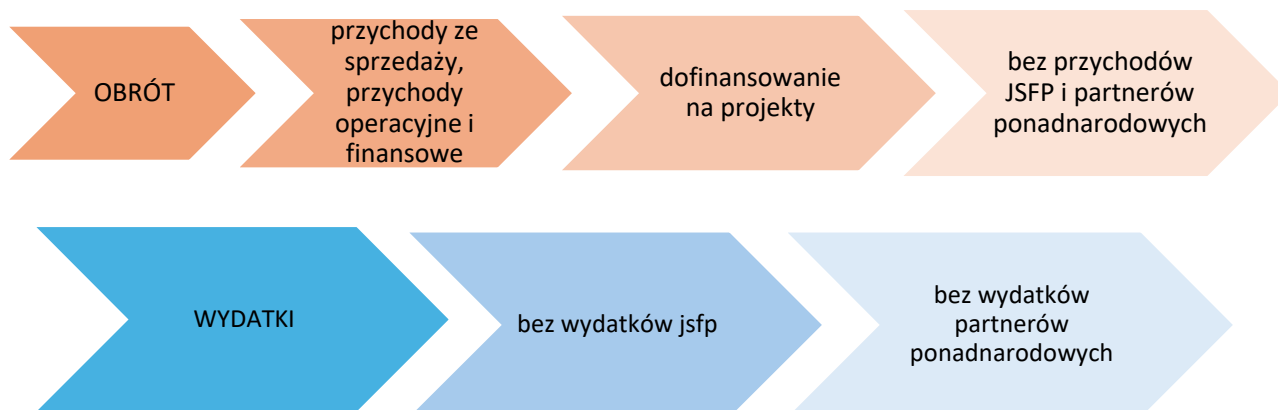 OBRÓT
przychody ze
sprzedaży,
przychody
operacyjne i
finansowe
dofinansowanie
na projekty
bez przychodów
JSFP i partnerów
ponadnarodowych
WYDATKI
bez wydatków jsfp
bez wydatków
partnerów
ponadnarodowych